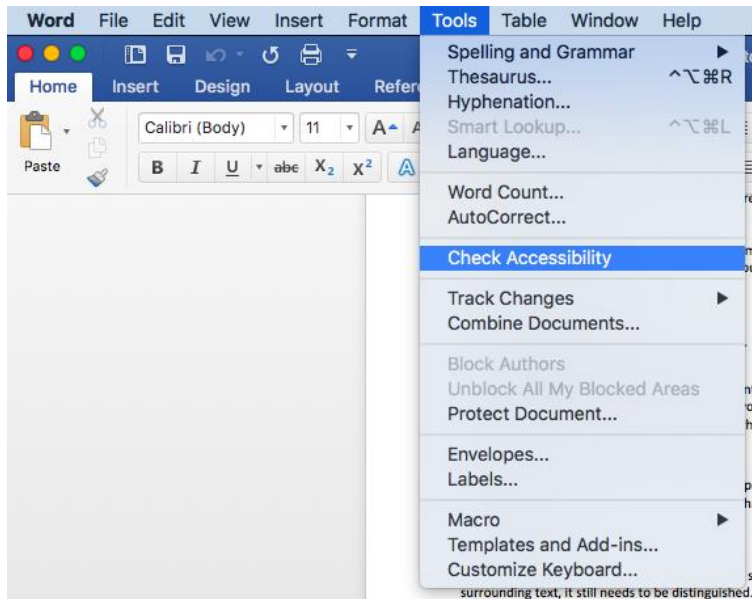 Word File Edit View Insert Format Tools Table Window Help
Home Insert Design Layout
Calibri (Body) 11 A A
Paste B I U abc X2 X² A
Spelling and Grammar
Thesaurus... ^⌥⌘R
Hyphenation...
Smart Lookup... ^⌥⌘L
Language...
Word Count...
AutoCorrect...
Check Accessibility
Track Changes
Combine Documents...
Block Authors
Unblock All My Blocked Areas
Protect Document...
Envelopes...
Labels...
Macro
Templates and Add-ins...
Customize Keyboard...
surrounding text, it still needs to be distinguished.